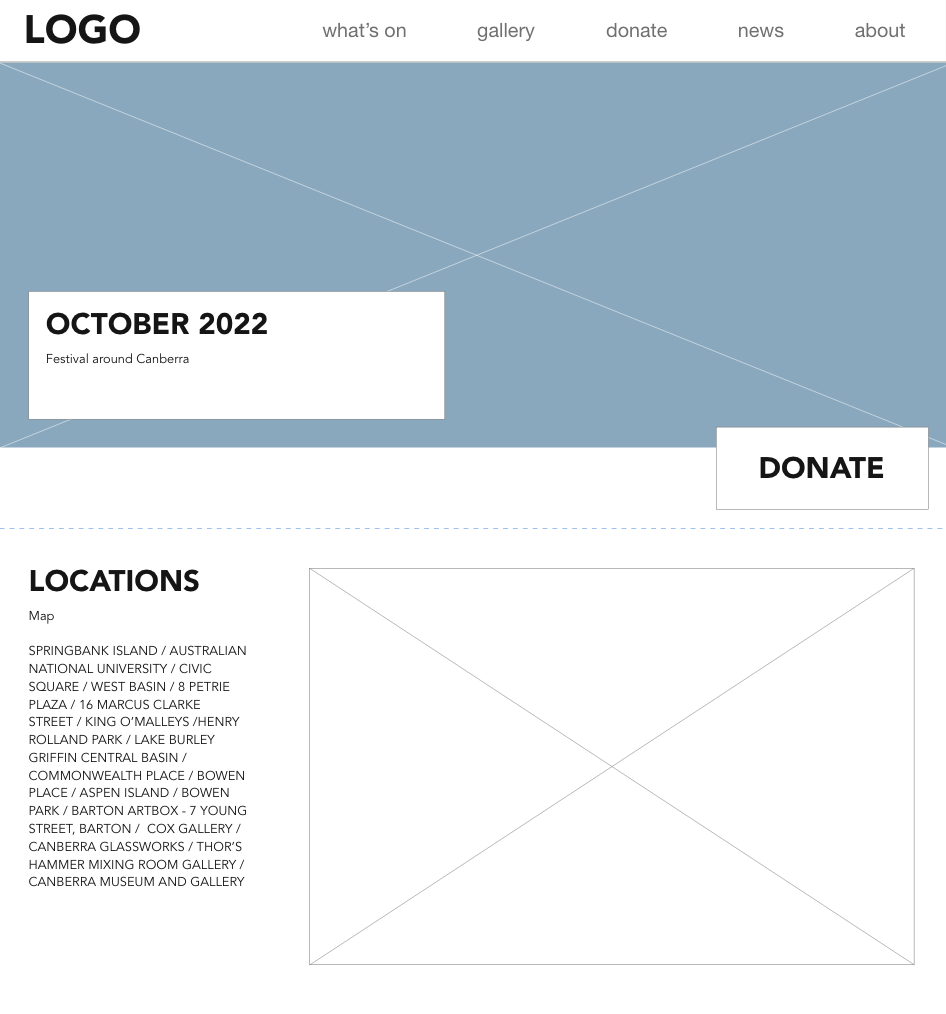 LOGO
what's on gallery donate news about
OCTOBER 2022
Festival around Canberra
DONATE
LOCATIONS
Map
SPRINGBANK ISLAND / AUSTRALIAN
NATIONAL UNIVERSITY / CIVIC
SQUARE / WEST BASIN / 8 PETRIE
PLAZA / 16 MARCUS CLARKE
STREET / KING O'MALLEYS /HENRY
ROLLAND PARK / LAKE BURLEY
GRIFFIN CENTRAL BASIN /
COMMONWEALTH PLACE / BOWEN
PLACE / ASPEN ISLAND / BOWEN
PARK / BARTON ARTBOX - 7 YOUNG
STREET, BARTON /  COX GALLERY /
CANBERRA GLASSWORKS / THOR'S
HAMMER MIXING ROOM GALLERY /
CANBERRA MUSEUM AND GALLERY